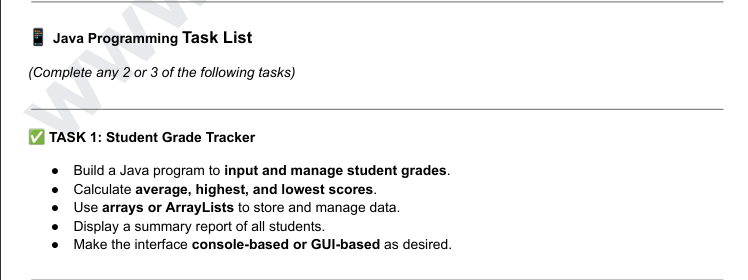 📱 Java Programming Task List
(Complete any 2 or 3 of the following tasks)
✅ TASK 1: Student Grade Tracker
● Build a Java program to input and manage student grades.
● Calculate average, highest, and lowest scores.
● Use arrays or ArrayLists to store and manage data.
● Display a summary report of all students.
● Make the interface console-based or GUI-based as desired.